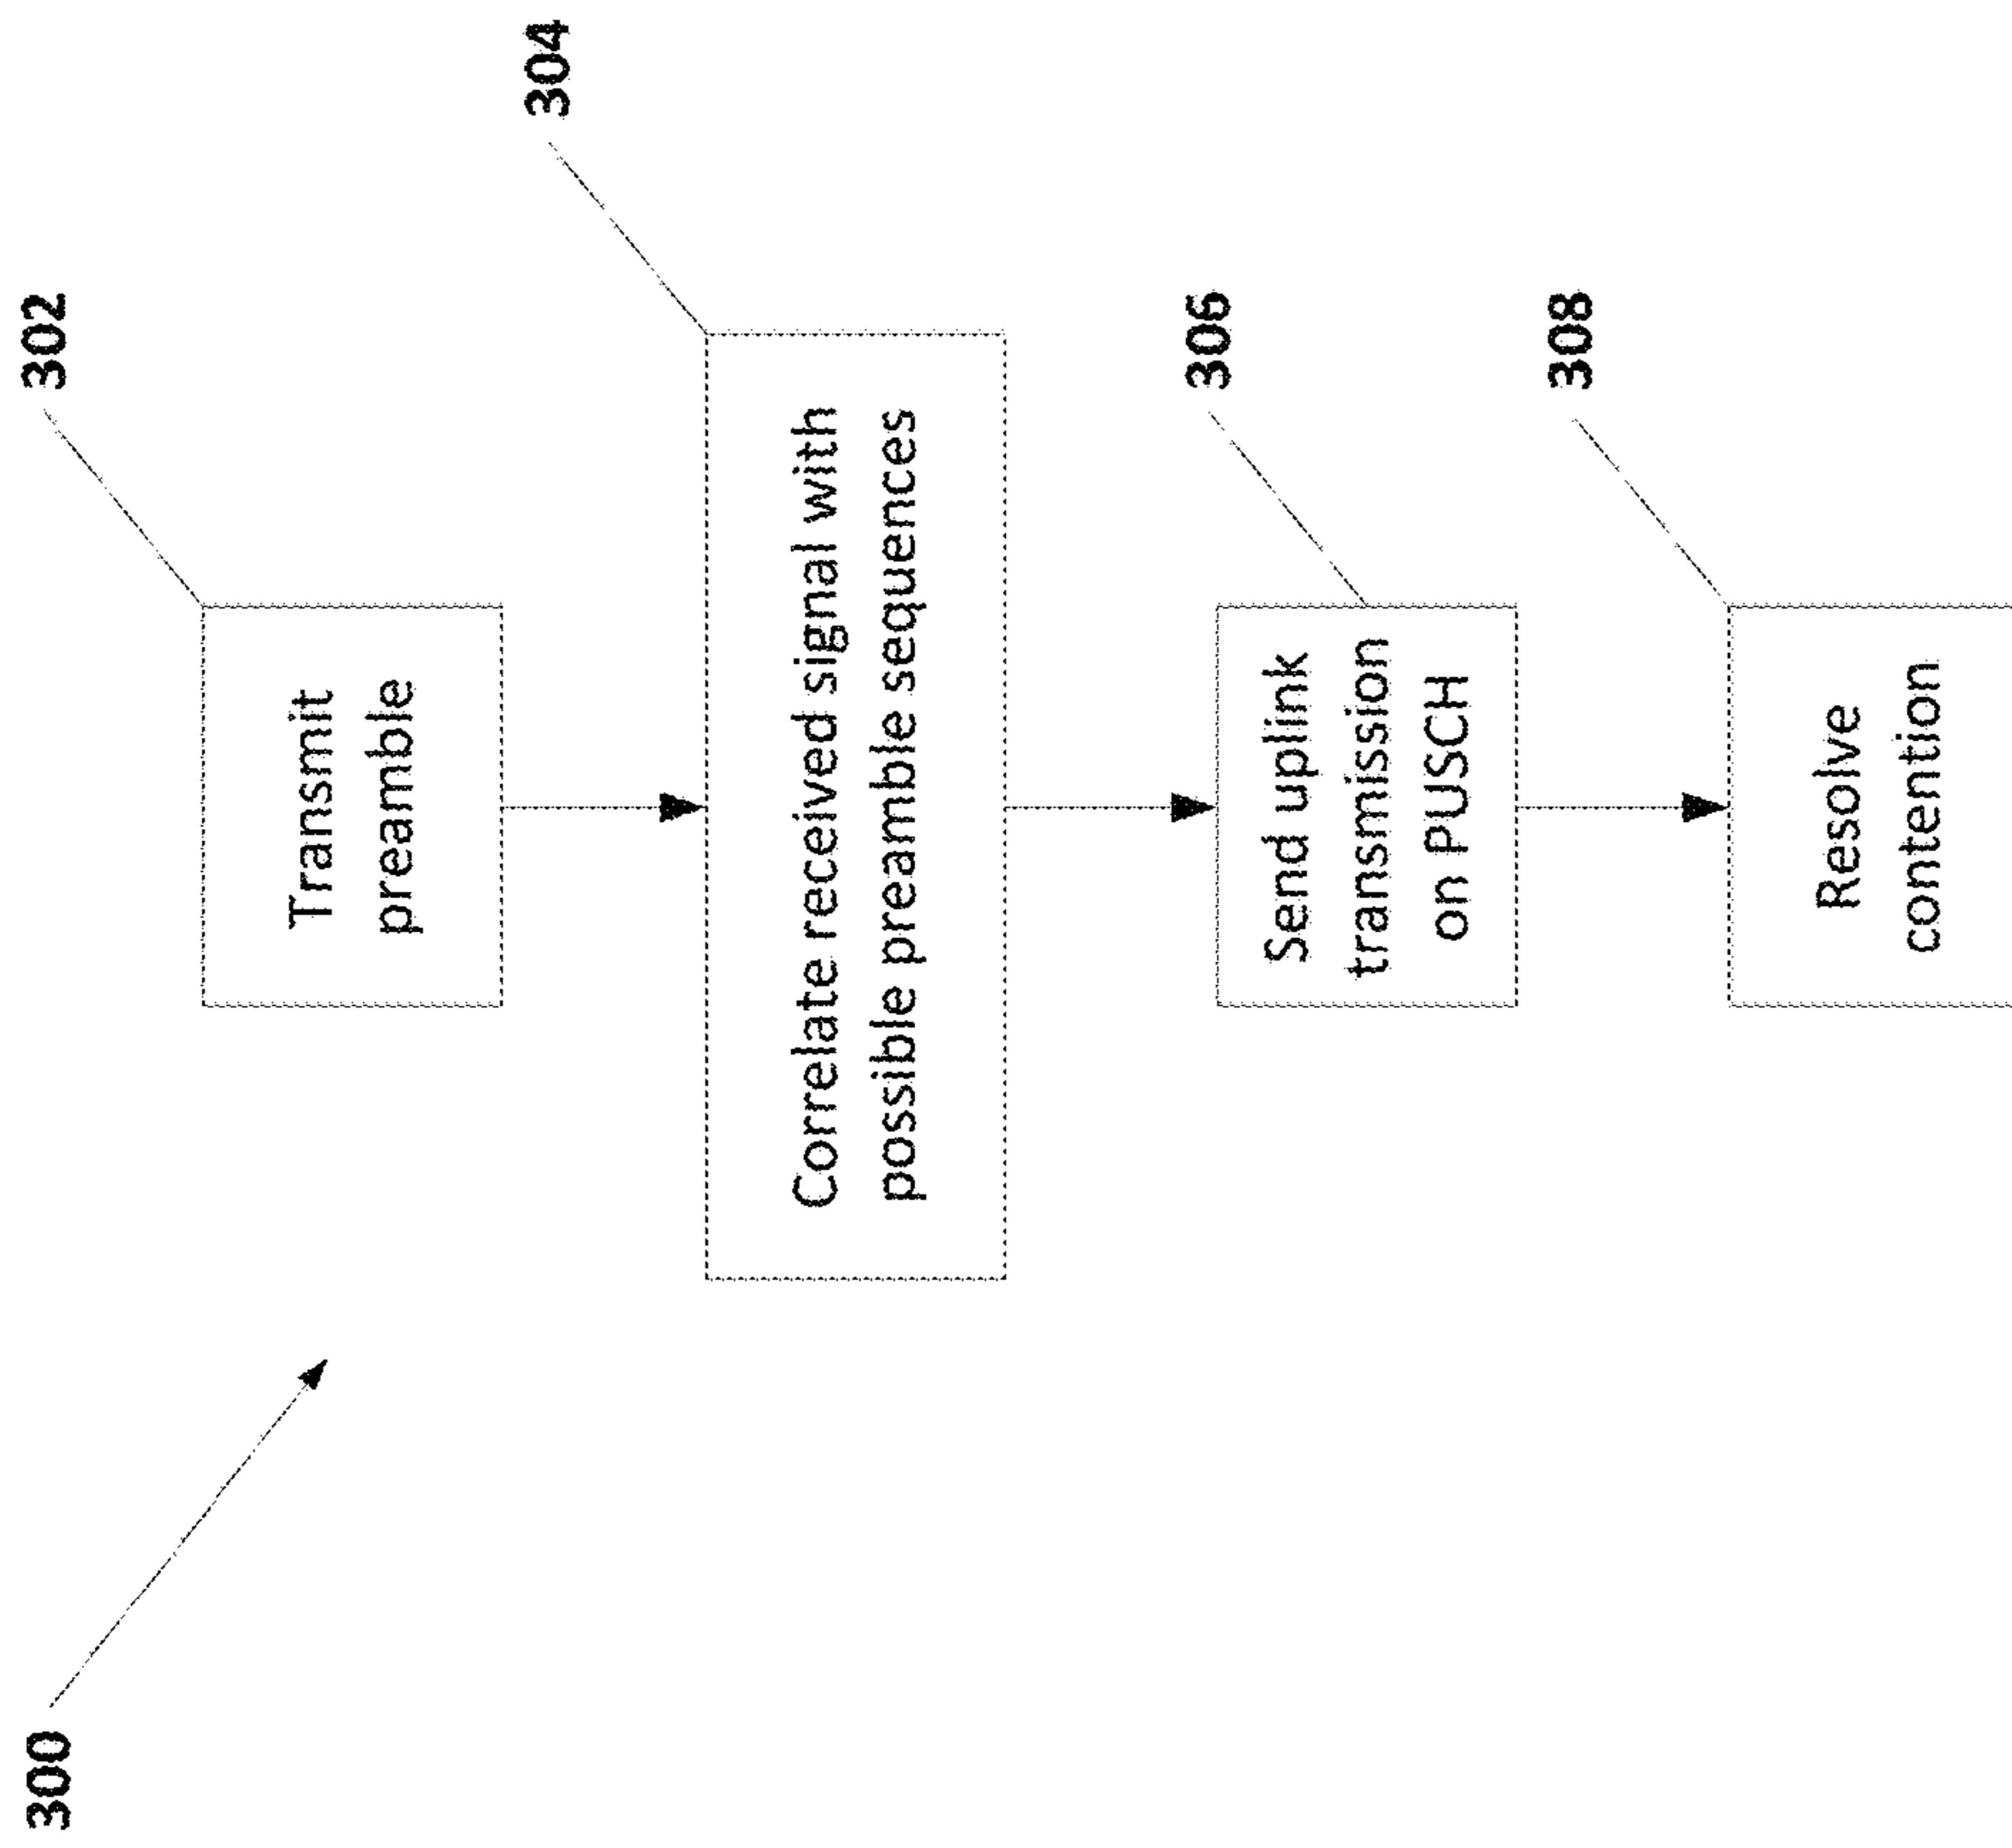 300
302
Transmit
preamble
304
Correlate received signal with
possible preamble sequences
306
Send uplink
transmission
on PUSCH
308
Resolve
contention